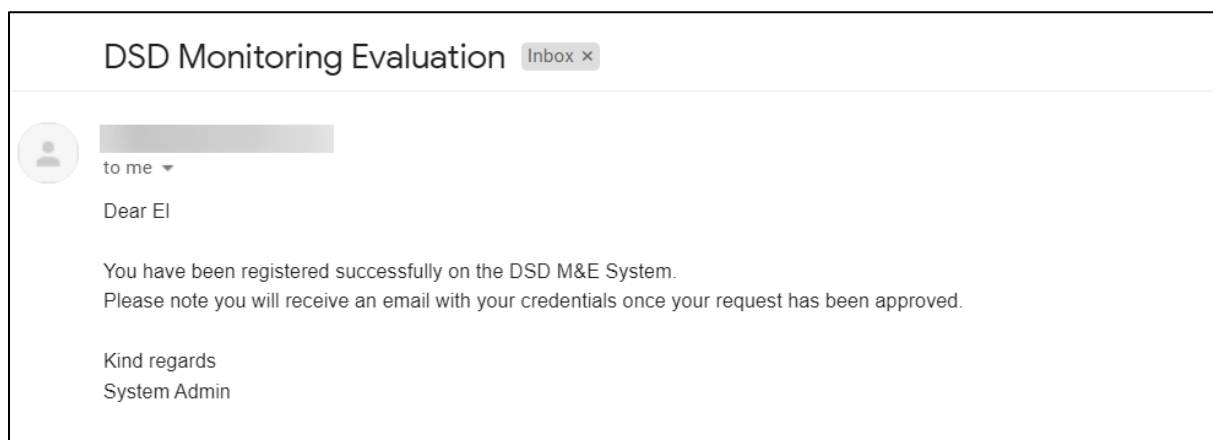 DSD Monitoring Evaluation Inbox ×
to me
Dear El
You have been registered successfully on the DSD M&E System.
Please note you will receive an email with your credentials once your request has been approved.
Kind regards
System Admin